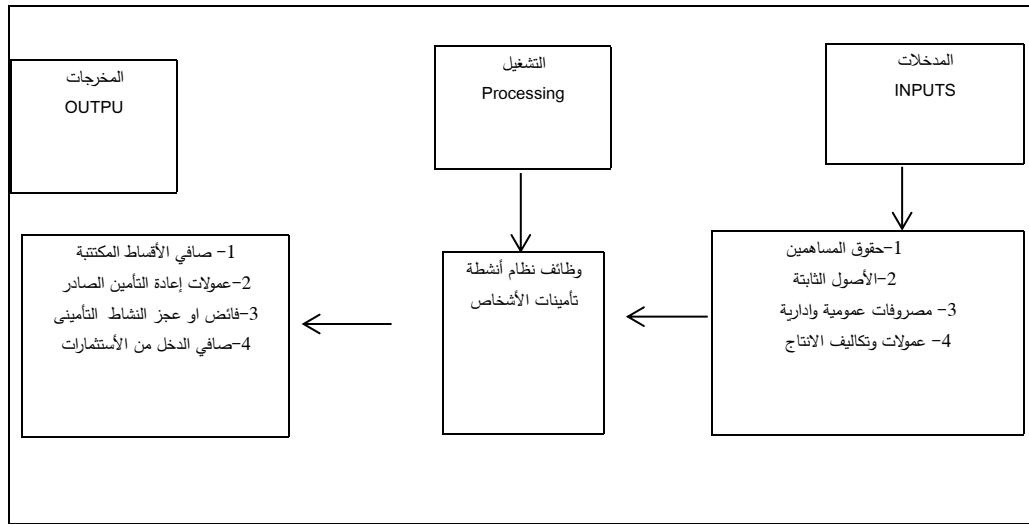 المدخلات
INPUTS
التشغيل
Processing
المخرجات
OUTPU
1-حقوق المساهمين
2-الأصول الثابتة
3- مصروفات عمومية وادارية
4- عمولات وتكاليف الانتاج
وظائف نظام أنشطة
تأمينات الأشخاص
1- صافي الأقساط المكتتبة
2-عمولات إعادة التأمين الصادر
3-فائض او عجز النشاط التأمينى
4-صافي الدخل من الأستثمارات